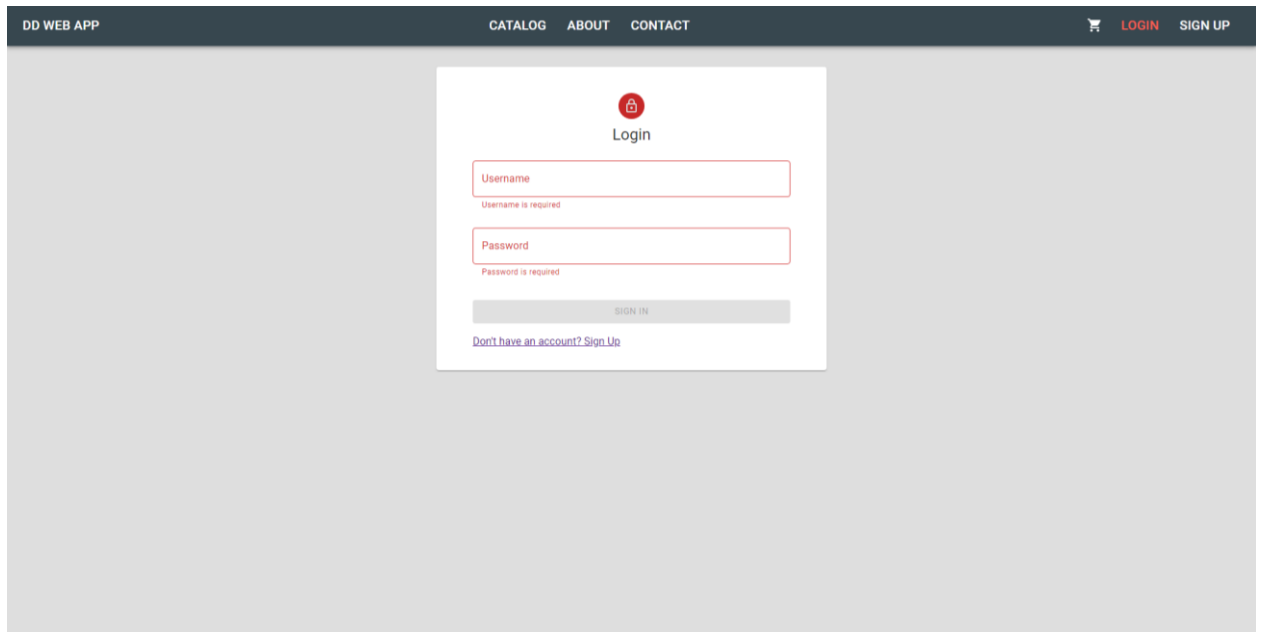 DD WEB APP CATALOG ABOUT CONTACT LOGIN SIGN UP
Login
Username
Username is required
Password
Password is required
SIGN IN
Don't have an account? Sign Up